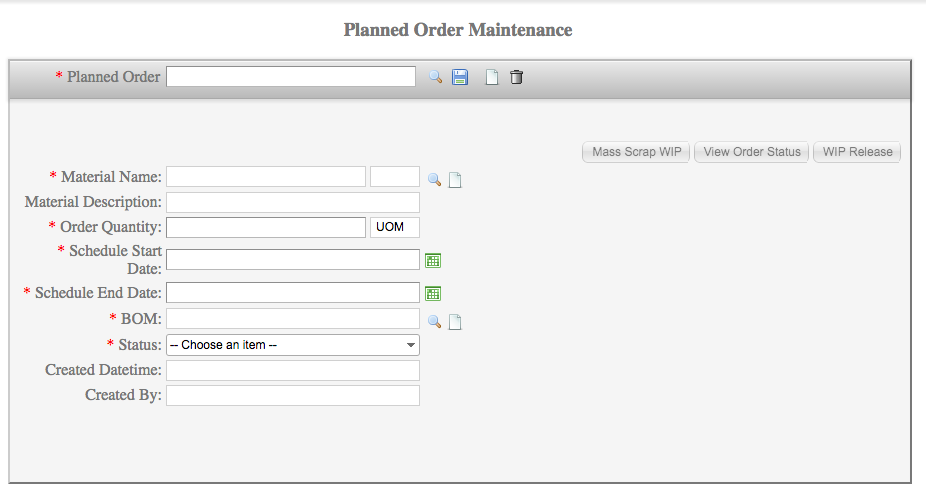 Planned Order Maintenance
* Planned Order
Mass Scrap WIP View Order Status WIP Release
* Material Name:
Material Description:
* Order Quantity: UOM
* Schedule Start
Date:
* Schedule End Date:
* BOM:
* Status: -- Choose an item --
Created Datetime:
Created By: